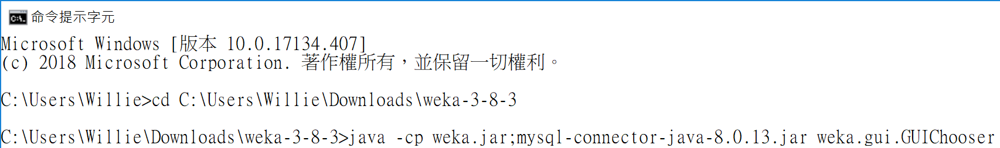 命令提示字元
Microsoft Windows [版本 10.0.17134.407]
(c) 2018 Microsoft Corporation. 著作權所有，並保留一切權利。
C:\Users\Willie>cd C:\Users\Willie\Downloads\weka-3-8-3
C:\Users\Willie\Downloads\weka-3-8-3>java -cp weka.jar;mysql-connector-java-8.0.13.jar weka.gui.GUIChooser